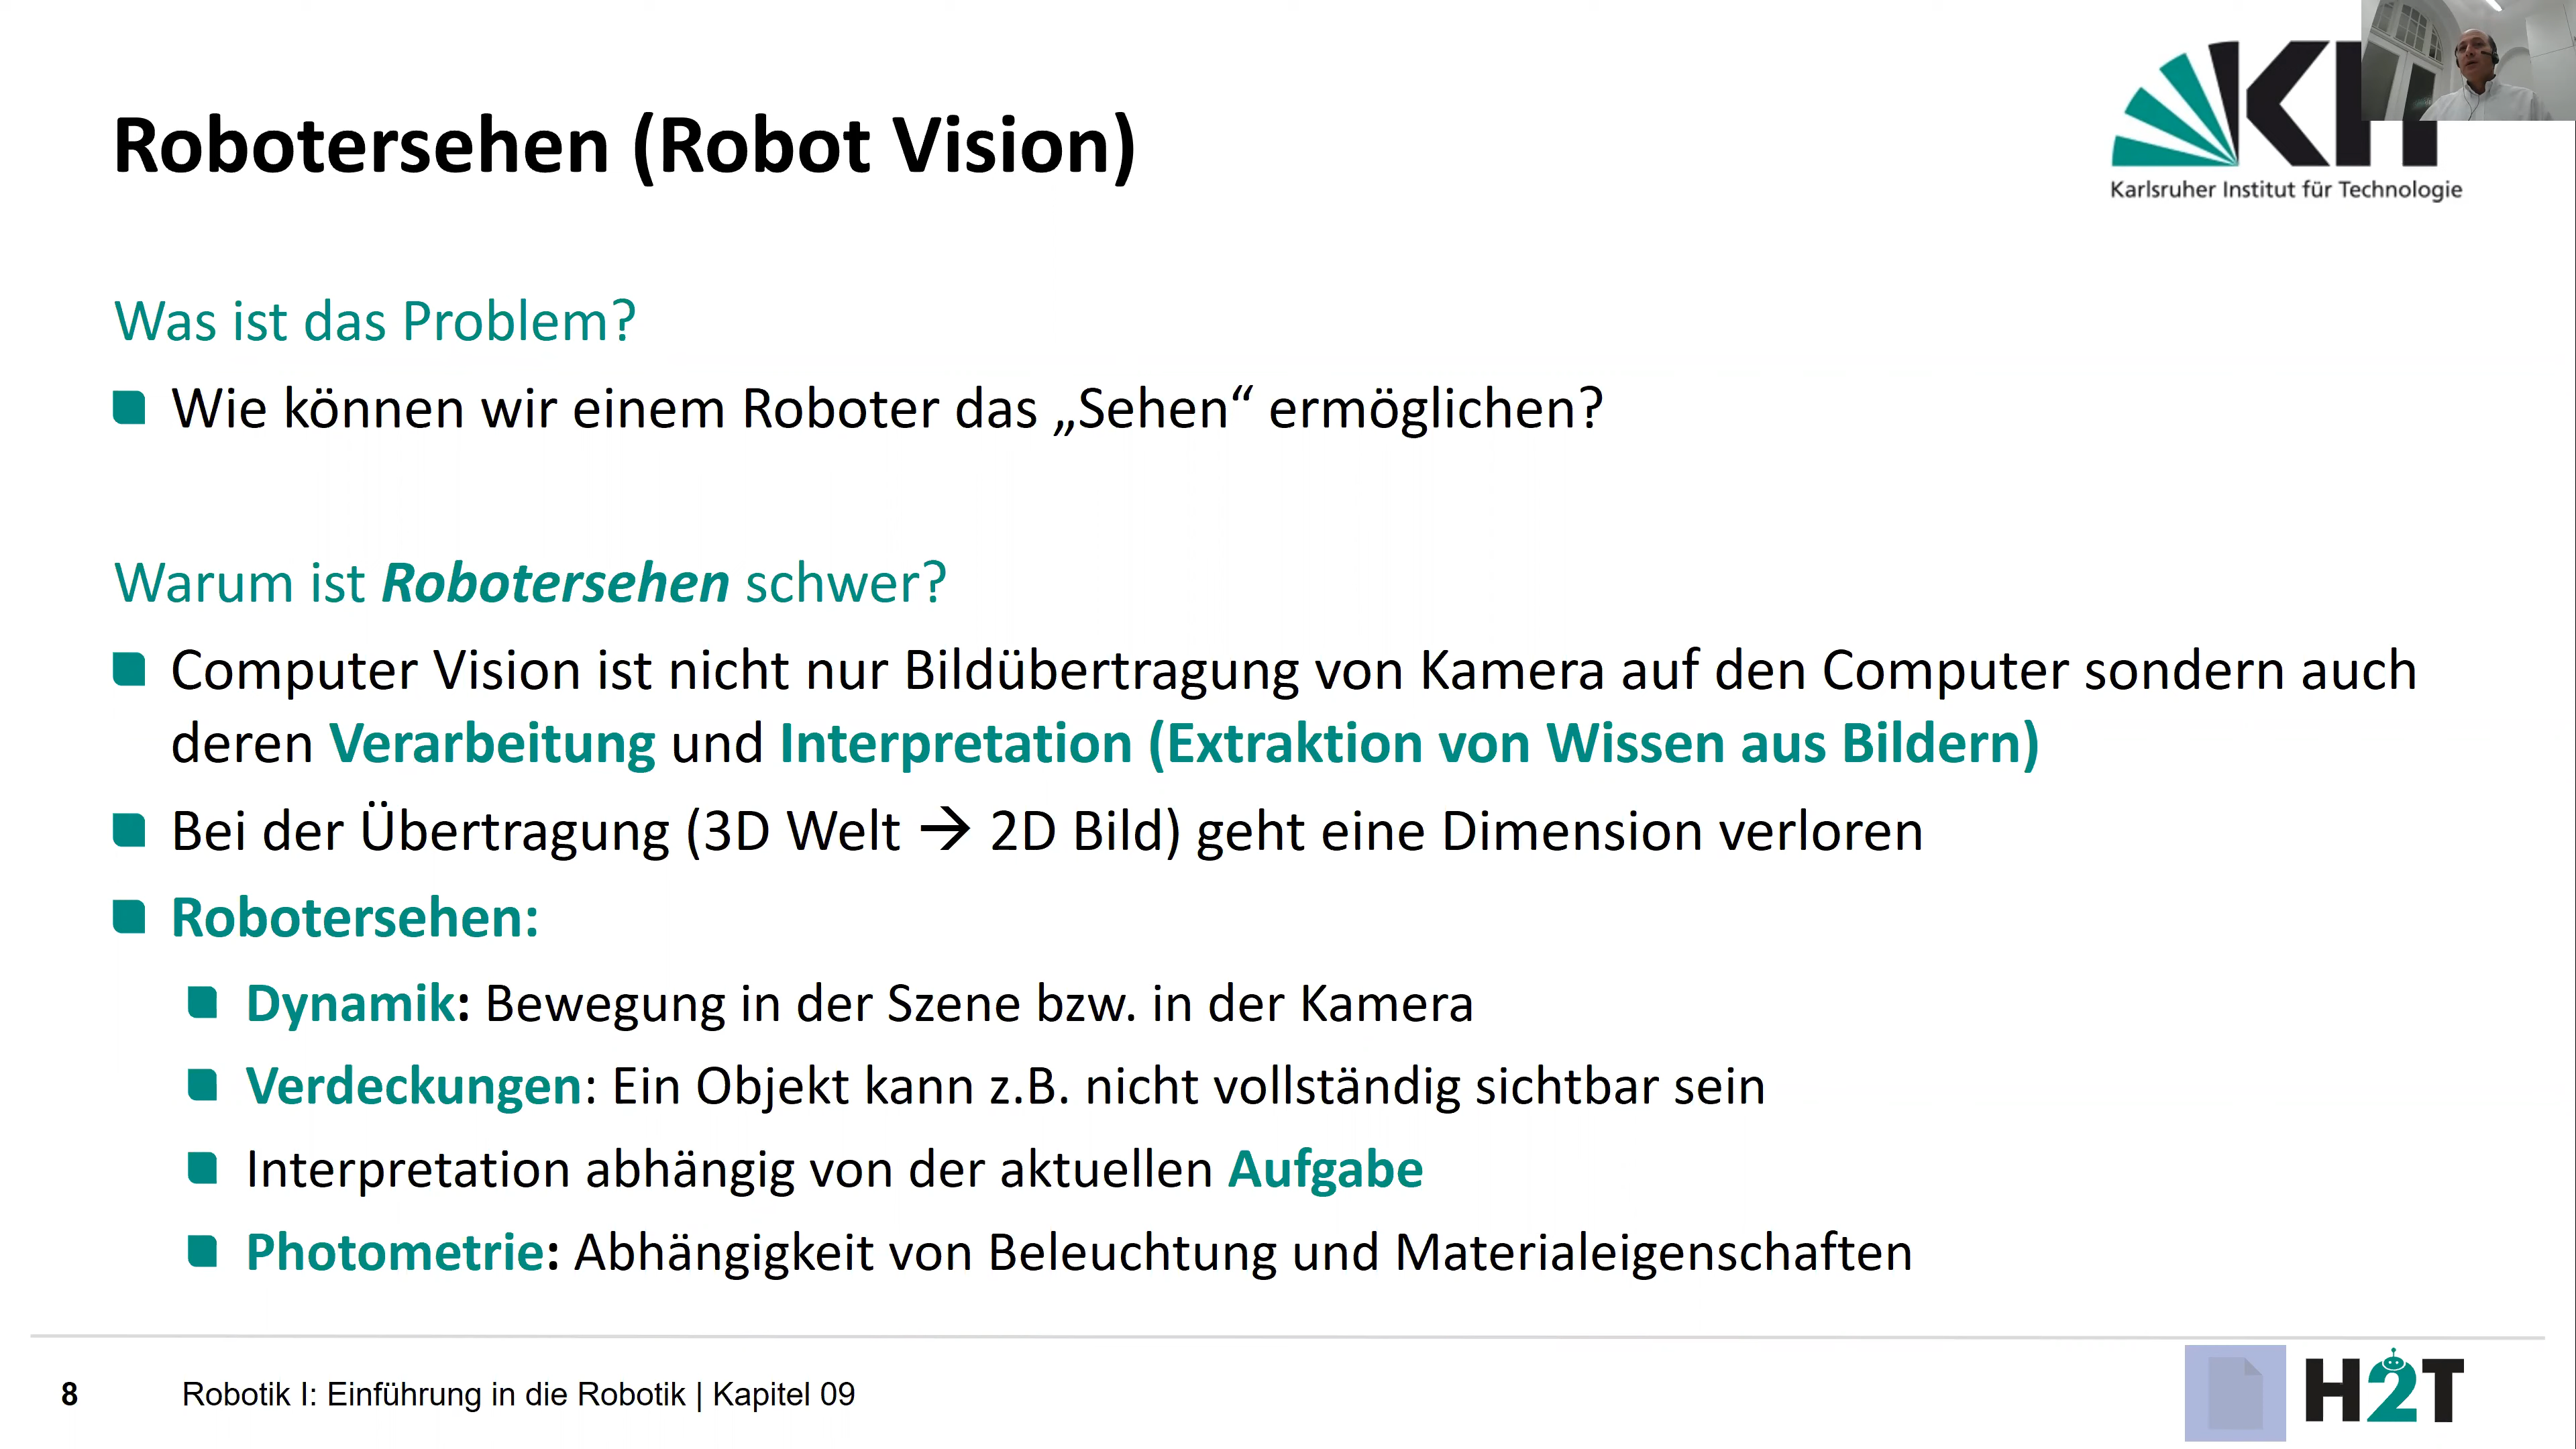 Robotersehen (Robot Vision)
Karlsruher Institut für Technologie
Was ist das Problem?
Wie können wir einem Roboter das „Sehen“ ermöglichen?
Warum ist Robotersehen schwer?
Computer Vision ist nicht nur Bildübertragung von Kamera auf den Computer sondern auch
deren Verarbeitung und Interpretation (Extraktion von Wissen aus Bildern)
Bei der Übertragung (3D Welt → 2D Bild) geht eine Dimension verloren
Robotersehen:
Dynamik: Bewegung in der Szene bzw. in der Kamera
Verdeckungen: Ein Objekt kann z.B. nicht vollständig sichtbar sein
Interpretation abhängig von der aktuellen Aufgabe
Photometrie: Abhängigkeit von Beleuchtung und Materialeigenschaften
8 Robotik I: Einführung in die Robotik | Kapitel 09
H2T